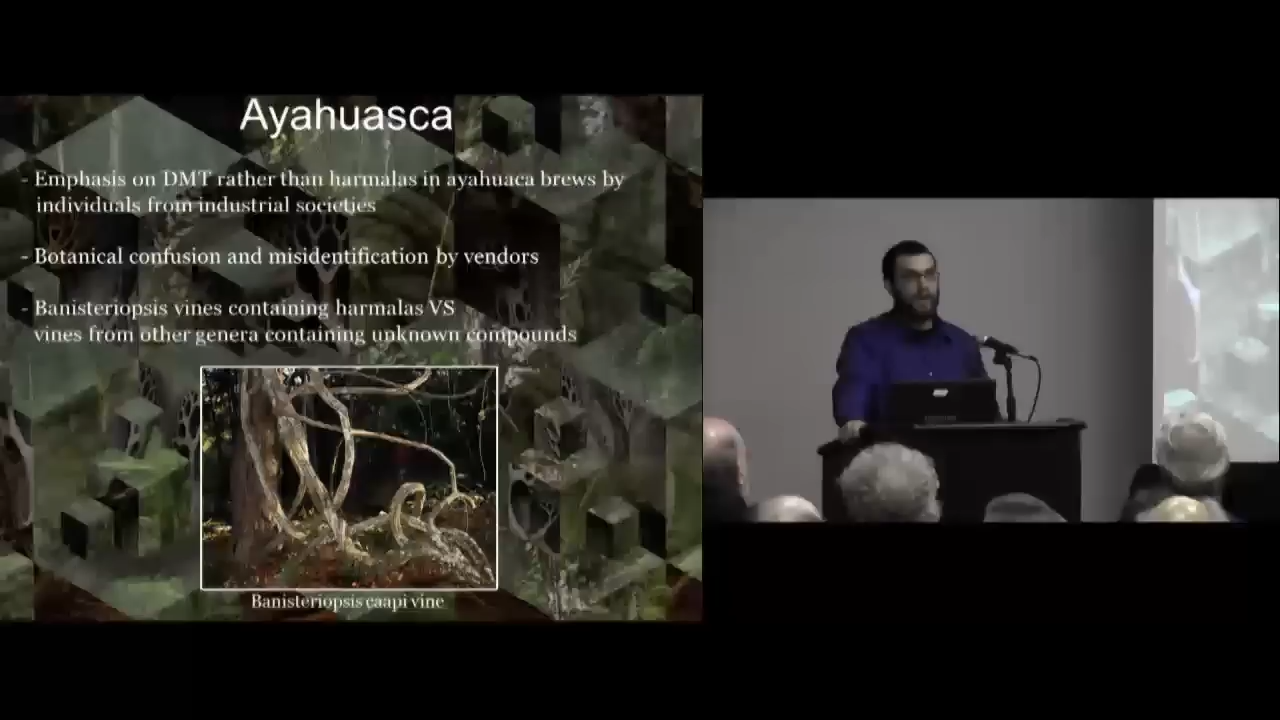 Ayahuasca
- Emphasis on DMT rather than harmalas in ayahuaca brews by
individuals from industrial societies
- Botanical confusion and misidentification by vendors
- Banisteriopsis vines containing harmalas VS
vines from other genera containing unknown compounds
Banisteriopsis caapi vine